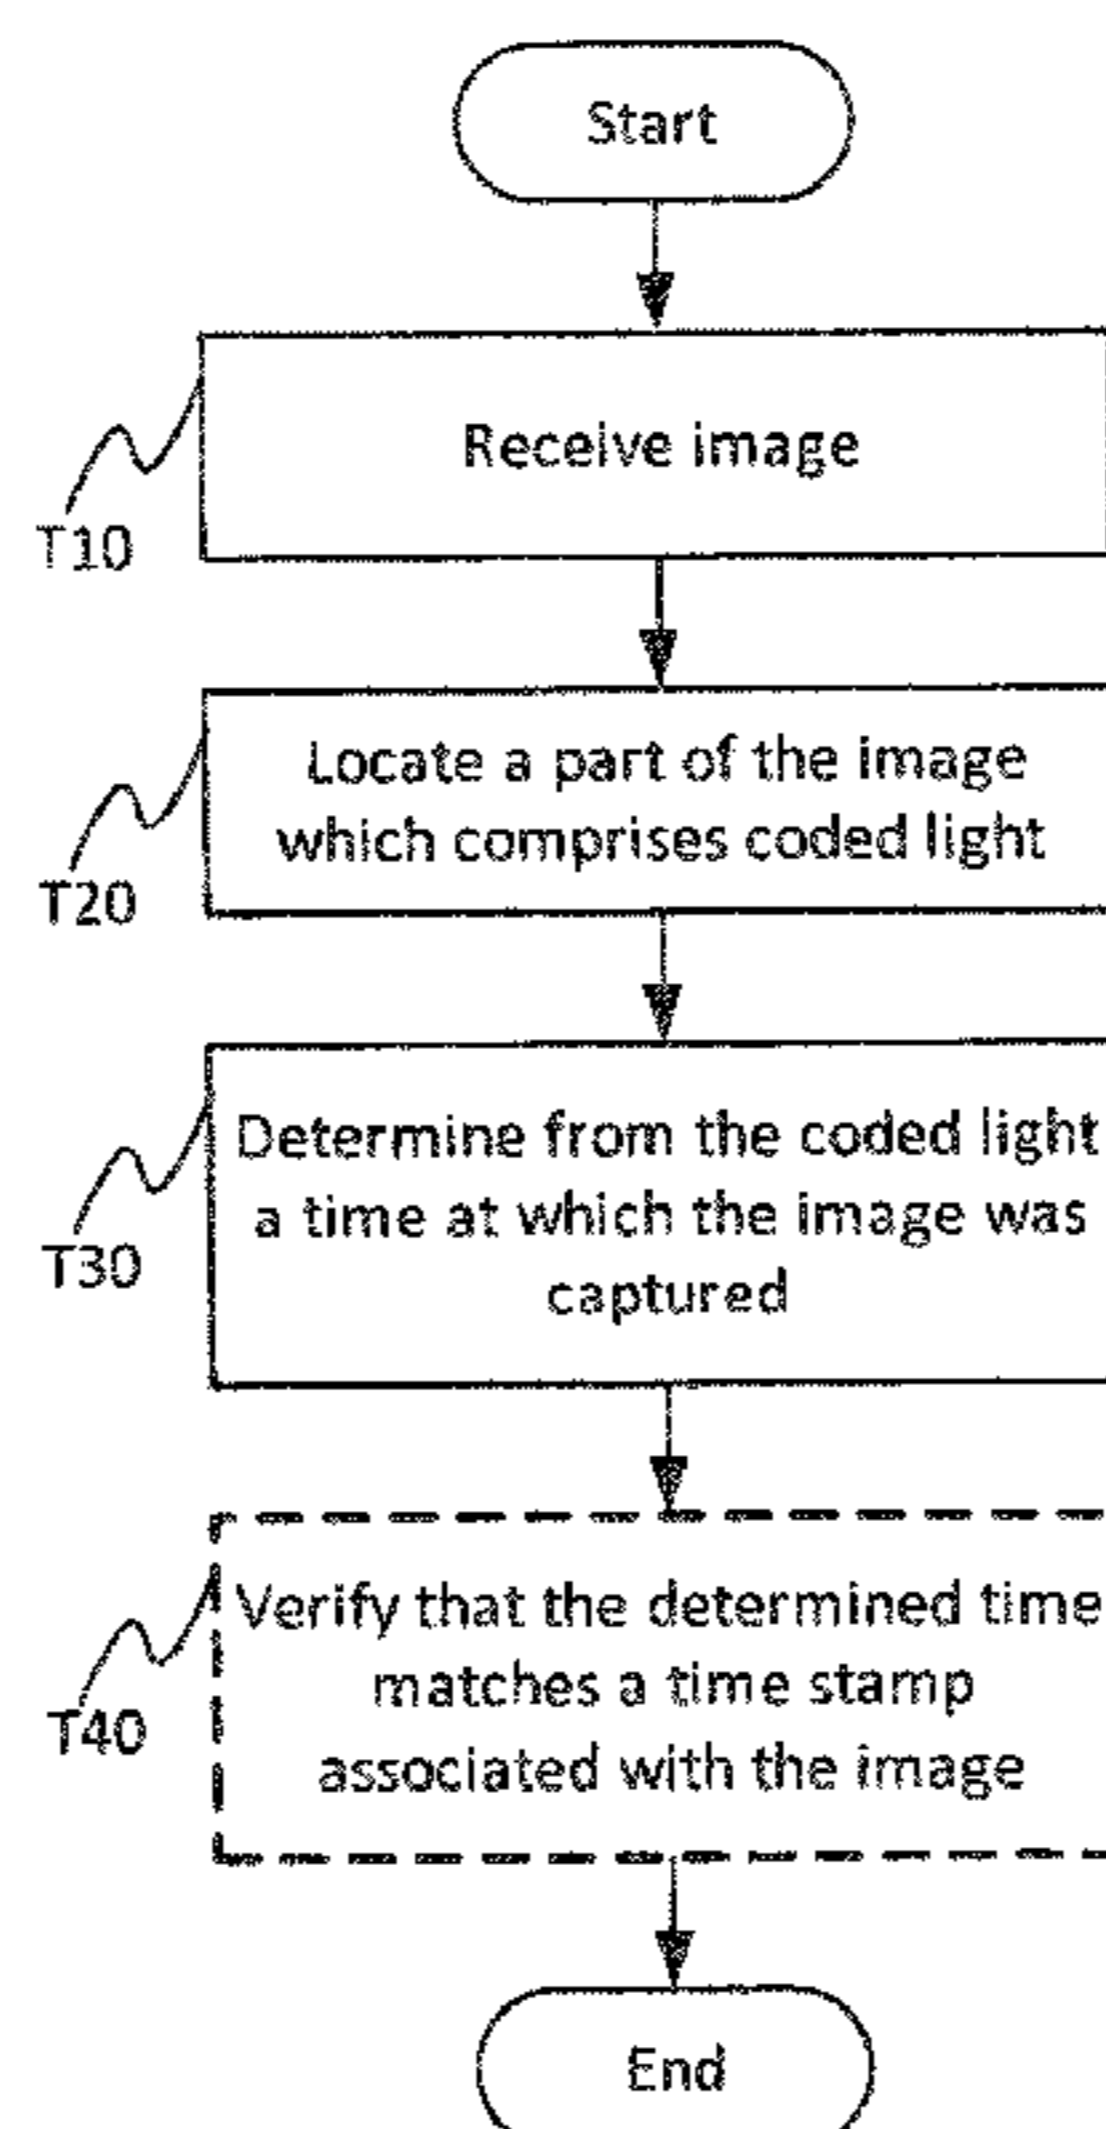 Start
Receive image
T10
Locate a part of the image
which comprises coded light
T20
Determine from the coded light
a time at which the image was
captured
T30
Verify that the determined time
matches a time stamp
associated with the image
T40
End